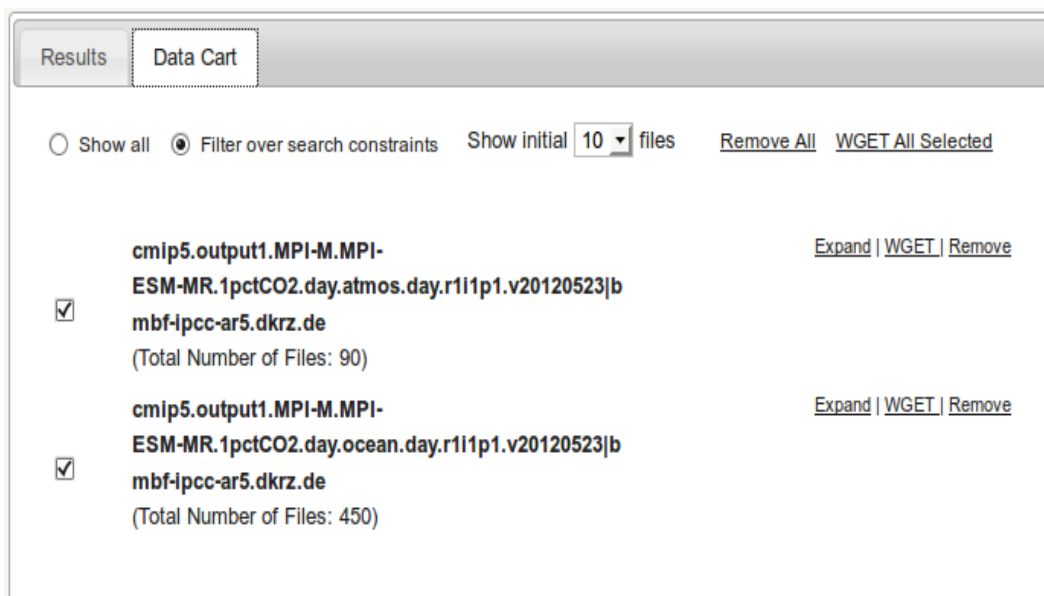 Results Data Cart
Show all Filter over search constraints Show initial 10 files Remove All WGET All Selected
cmip5.output1.MPI-M.MPI- Expand | WGET | Remove
ESM-MR.1pctCO2.day.atmos.day.r1i1p1.v20120523|b
mbf-ipcc-ar5.dkrz.de
(Total Number of Files: 90)
cmip5.output1.MPI-M.MPI- Expand | WGET | Remove
ESM-MR.1pctCO2.day.ocean.day.r1i1p1.v20120523|b
mbf-ipcc-ar5.dkrz.de
(Total Number of Files: 450)